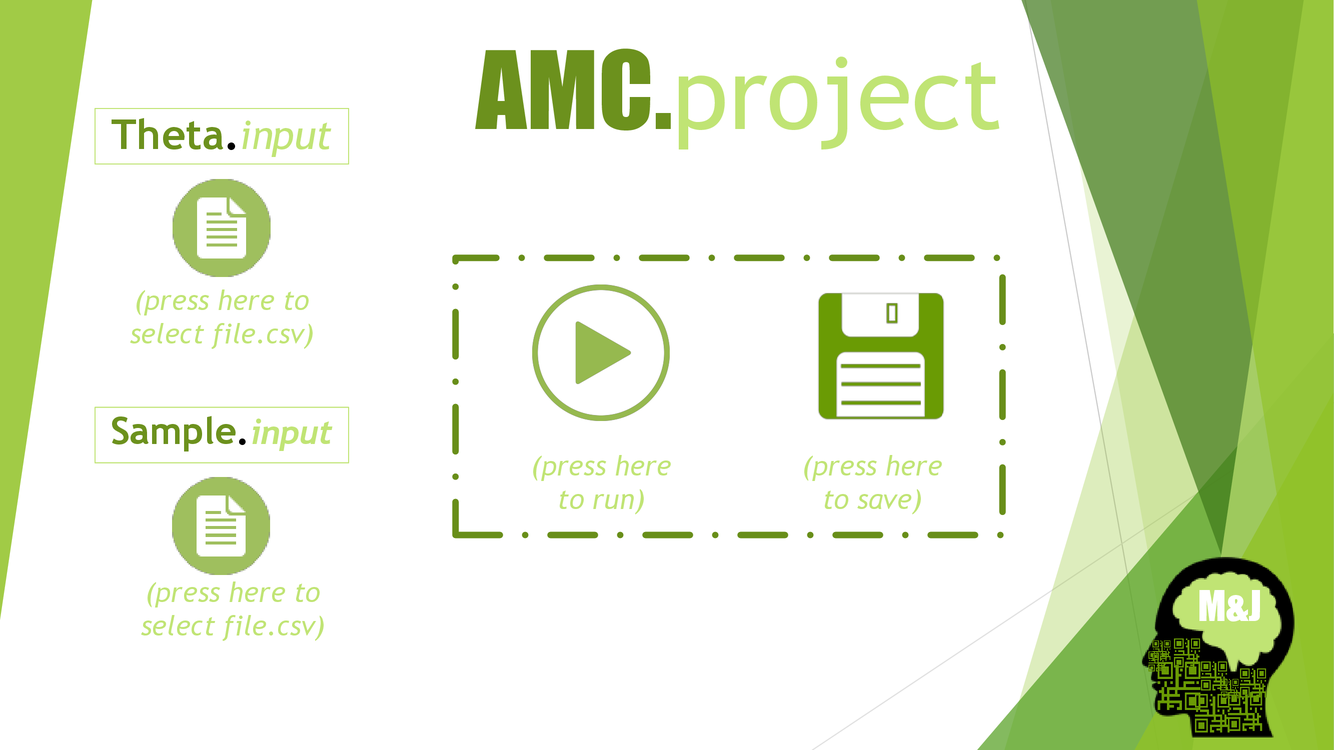 AMC.project
Theta.input
(press here to
select file.csv)
Sample.input
(press here to
select file.csv)
(press here
to run)
(press here
to save)
M&J